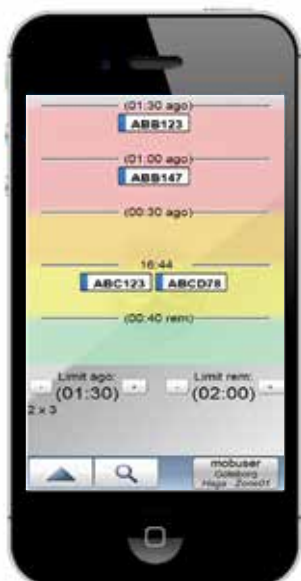 (01:30 ago)
ABB123
(01:00 ago)
ABB147
(00:30 ago)
16:44
ABC123 ABCD78
(00:40 rem)
Limit ago: Limit rem:
- (01:30) + - (02:00) +
2 x 3
mobuser
Goteborg
Haga Zone01